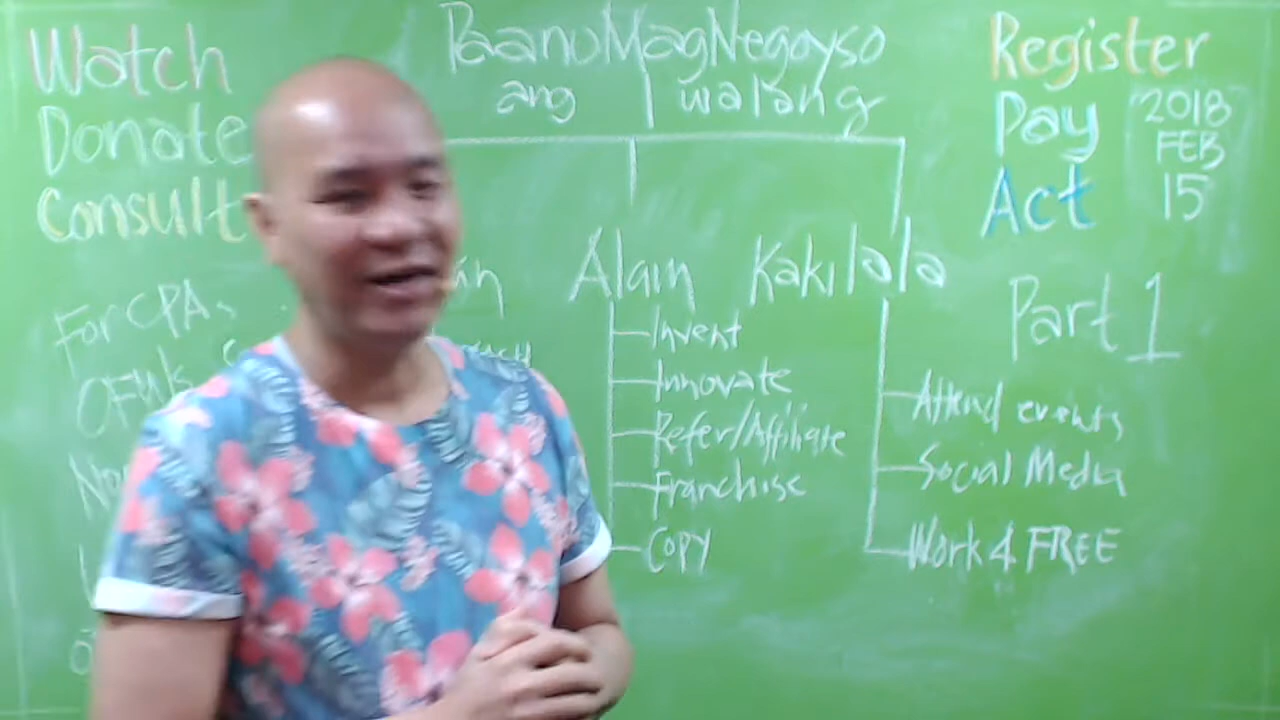 Watch
Donate
Consult
PaanoMagNegoyso
ang walang
Register
Pay
Act
2018
FEB
15
For CPAs
OFWs
Alam
Invent
Innovate
Refer/Affiliate
Franchise
COPY
Kakilala
Attend events
Social Media
Work 4 FREE
Part 1